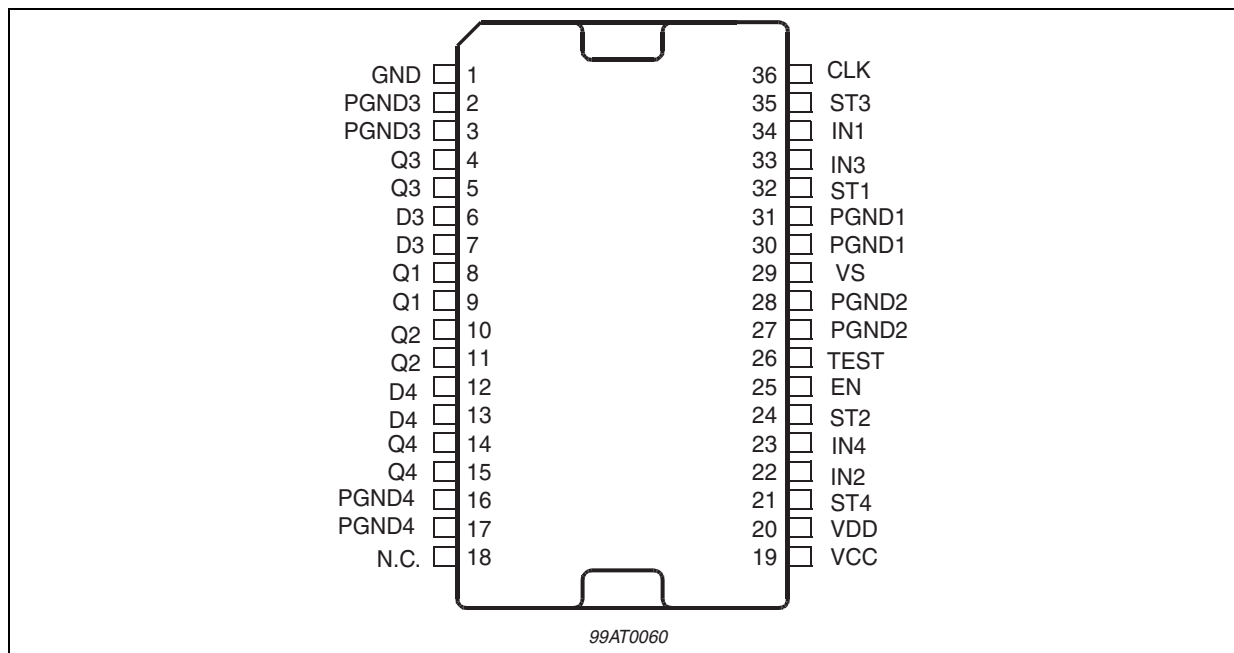 GND 1 36 CLK
PGND3 2 35 ST3
PGND3 3 34 IN1
Q3 4 33 IN3
Q3 5 32 ST1
D3 6 31 PGND1
D3 7 30 PGND1
Q1 8 29 VS
Q1 9 28 PGND2
Q2 10 27 PGND2
Q2 11 26 TEST
D4 12 25 EN
D4 13 24 ST2
Q4 14 23 IN4
Q4 15 22 IN2
PGND4 16 21 ST4
PGND4 17 20 VDD
N.C. 18 19 VCC
99AT0060